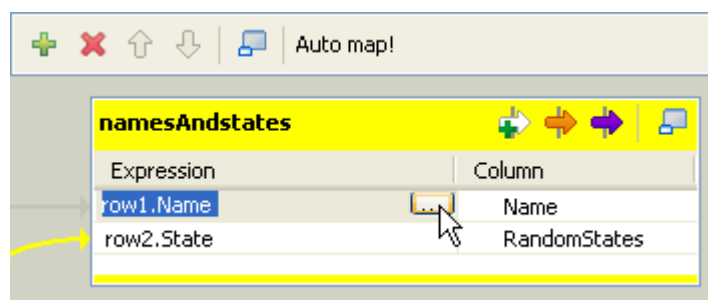 Auto map!
namesAndstates
Expression Column
row1.Name ... Name
row2.State RandomStates